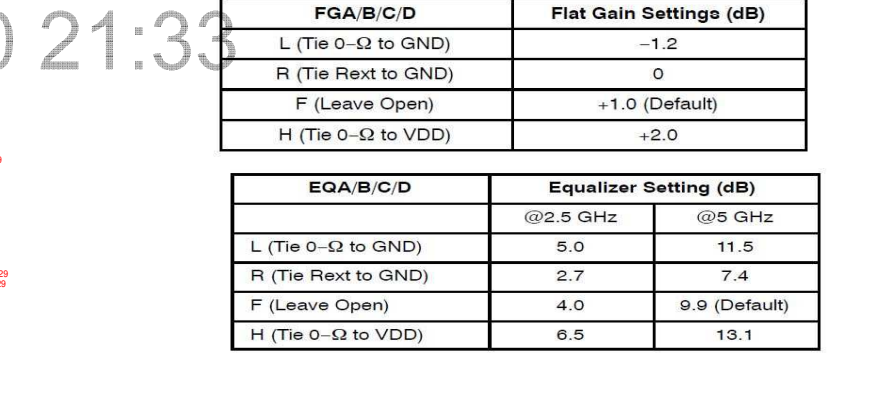 21:33
FGA/B/C/D Flat Gain Settings (dB)
L (Tie 0–Ω to GND) –1.2
R (Tie Rext to GND) 0
F (Leave Open) +1.0 (Default)
H (Tie 0–Ω to VDD) +2.0
EQA/B/C/D Equalizer Setting (dB)
@2.5 GHz @5 GHz
L (Tie 0–Ω to GND) 5.0 11.5
R (Tie Rext to GND) 2.7 7.4
29
F (Leave Open) 4.0 9.9 (Default)
H (Tie 0–Ω to VDD) 6.5 13.1